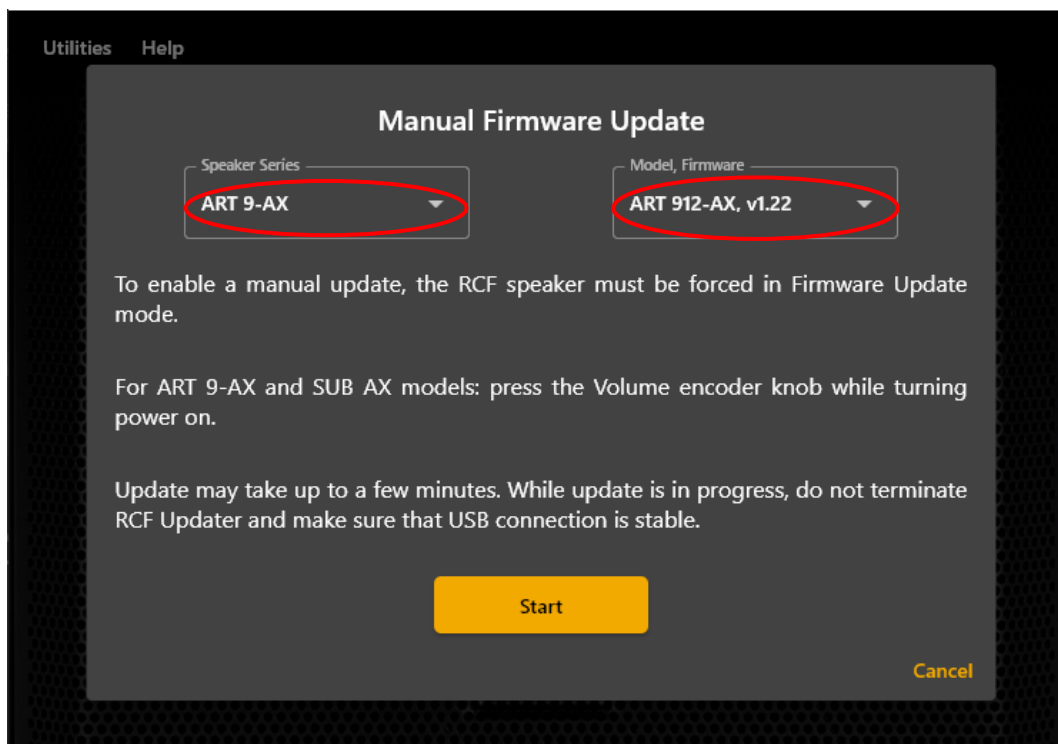 Utilities Help
Manual Firmware Update
Speaker Series
ART 9-AX
Model, Firmware
ART 912-AX, v1.22
To enable a manual update, the RCF speaker must be forced in Firmware Update
mode.
For ART 9-AX and SUB AX models: press the Volume encoder knob while turning
power on.
Update may take up to a few minutes. While update is in progress, do not terminate
RCF Updater and make sure that USB connection is stable.
Start
Cancel